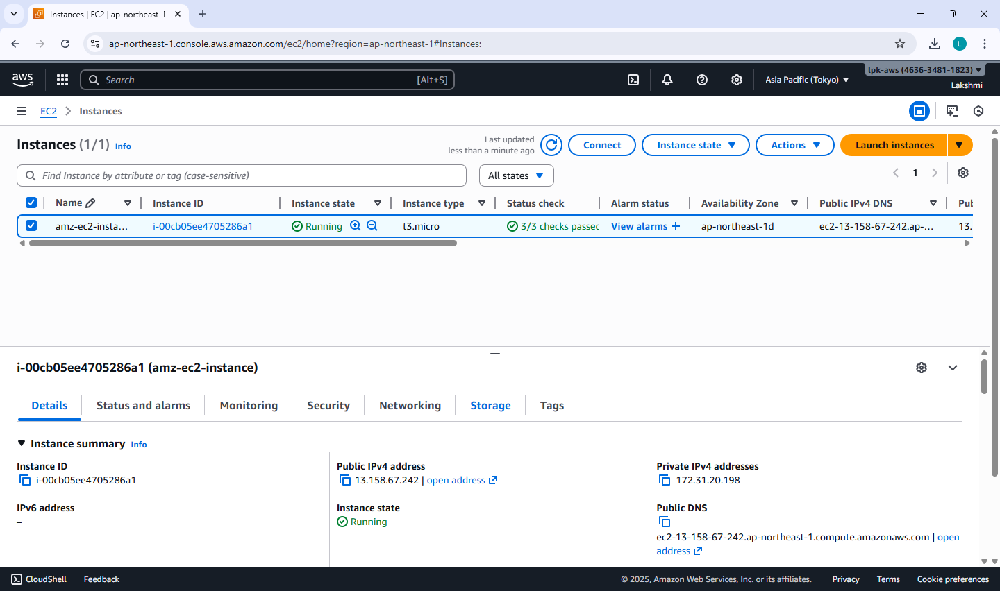 Instances | EC2 | ap-northeast-1
ap-northeast-1.console.aws.amazon.com/ec2/home?region=ap-northeast-1#Instances:
L
aws
Search
[Alt+S]
Asia Pacific (Tokyo)
lpk-aws (4636-3481-1823)
Lakshmi
EC2 > Instances
Instances (1/1) Info
Last updated
less than a minute ago
Connect
Instance state
Actions
Launch instances
Find Instance by attribute or tag (case-sensitive)
All states
1
Name Instance ID Instance state Instance type Status check Alarm status Availability Zone Public IPv4 DNS Pub
amz-ec2-insta... i-00cb05ee4705286a1 Running t3.micro 3/3 checks passed View alarms + ap-northeast-1d ec2-13-158-67-242.ap-... 13.
i-00cb05ee4705286a1 (amz-ec2-instance)
Details Status and alarms Monitoring Security Networking Storage Tags
Instance summary Info
Instance ID
i-00cb05ee4705286a1
Public IPv4 address
13.158.67.242 | open address
Private IPv4 addresses
172.31.20.198
IPv6 address
–
Instance state
Running
Public DNS
ec2-13-158-67-242.ap-northeast-1.compute.amazonaws.com | open
address
CloudShell Feedback © 2025, Amazon Web Services, Inc. or its affiliates. Privacy Terms Cookie preferences